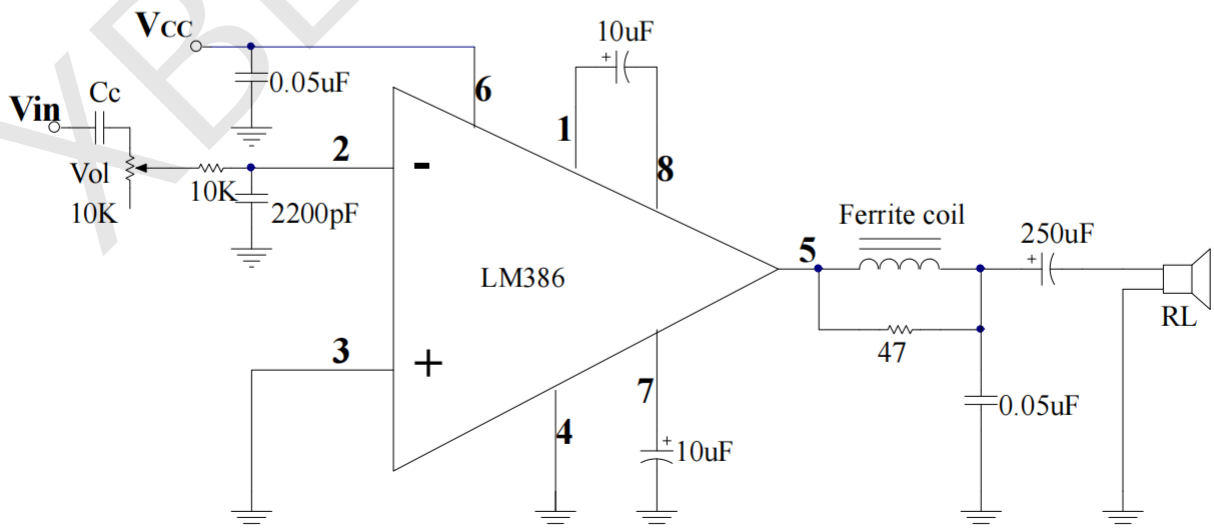 XBL
VCC
10uF
0.05uF
6
Cc
Vin
1
2
-
8
Vol
10K
10K
2200pF
Ferrite coil
5
250uF
LM386
RL
3
+
47
7
0.05uF
4
10uF
+
+
+